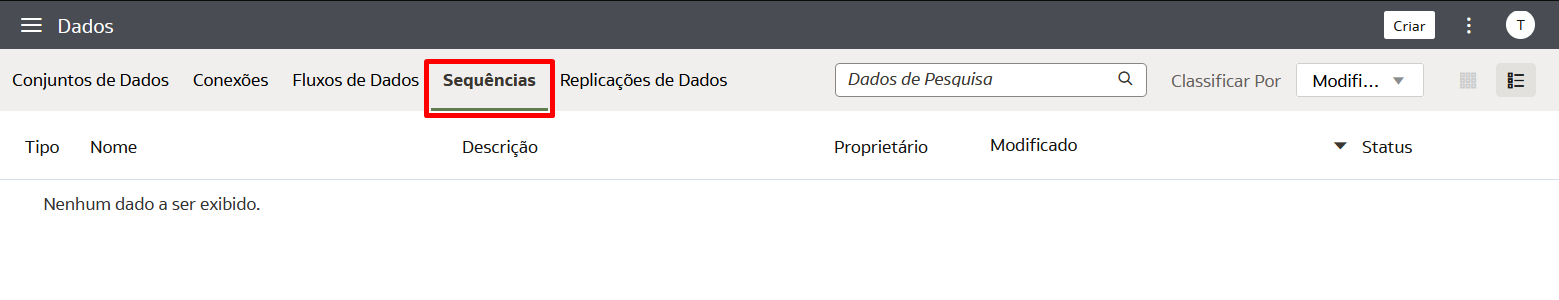 Dados Criar T
Conjuntos de Dados Conexões Fluxos de Dados Sequências Replicações de Dados Dados de Pesquisa Classificar Por Modifi...
Tipo Nome Descrição Proprietário Modificado Status
Nenhum dado a ser exibido.